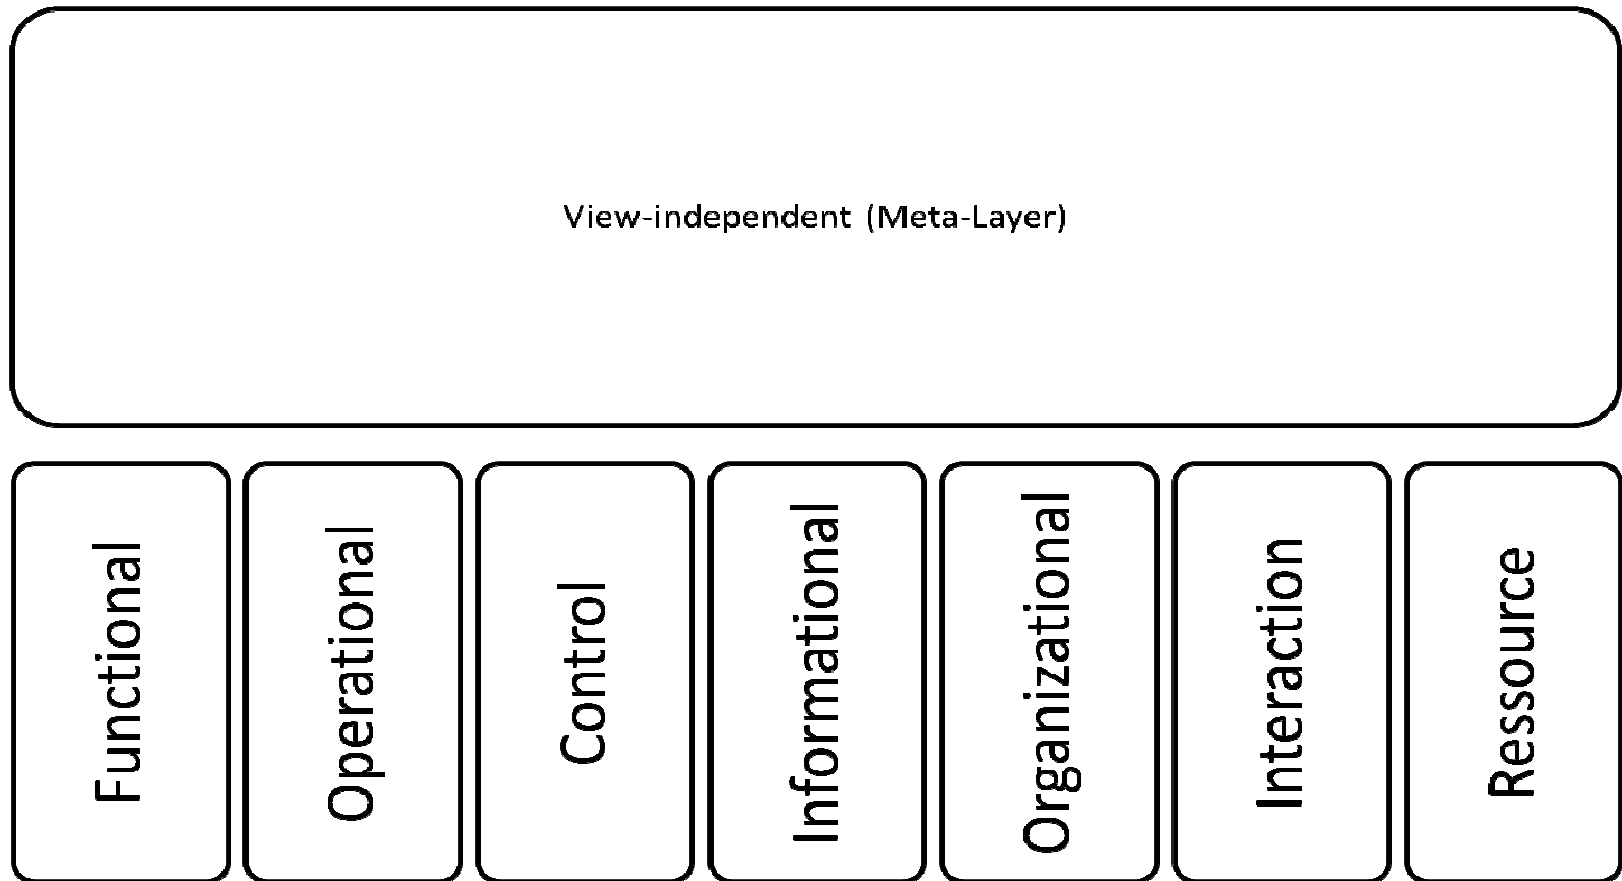 View-independent (Meta-Layer)
Functional
Operational
Control
Informational
Organizational
Interaction
Ressource